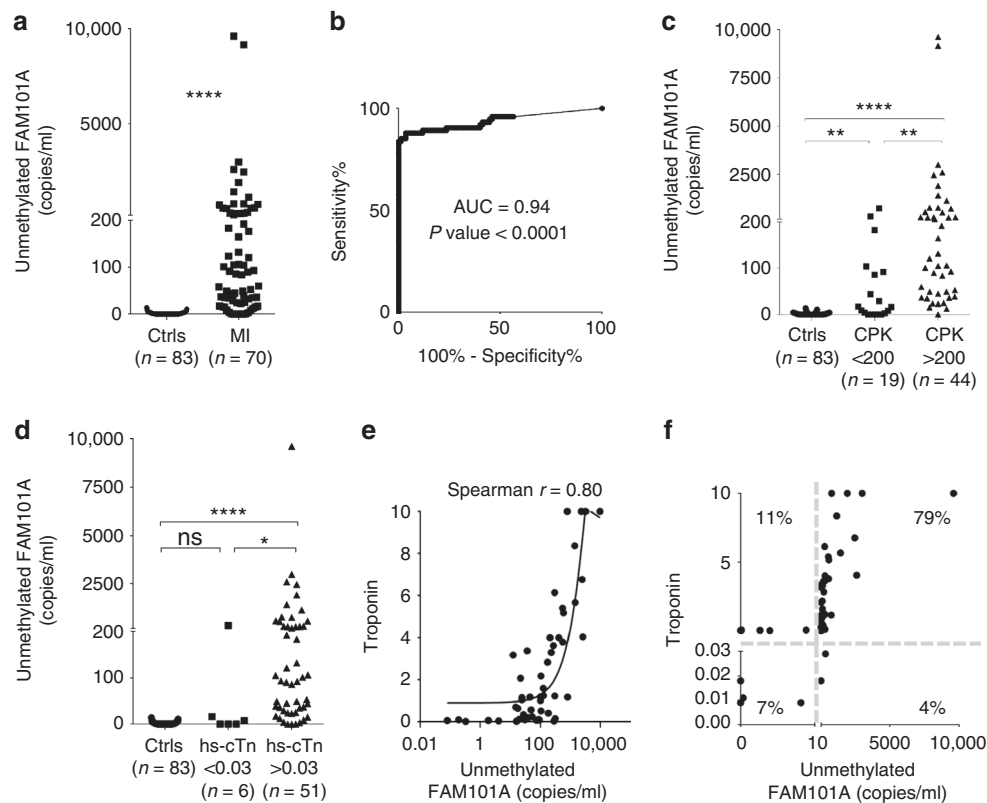 a
10,000
5000
200
100
0
Unmethylated FAM101A
(copies/ml)
****
Ctrls
(n = 83)
MI
(n = 70)
b
100
50
0
Sensitivity%
AUC = 0.94
P value < 0.0001
0
50
100
100% - Specificity%
c
10,000
7500
5000
2500
200
100
0
Unmethylated FAM101A
(copies/ml)
****
**
**
Ctrls
(n = 83)
CPK
<200
(n = 19)
CPK
>200
(n = 44)
d
10,000
7500
5000
2500
200
100
0
Unmethylated FAM101A
(copies/ml)
****
ns
*
Ctrls
(n = 83)
hs-cTn
<0.03
(n = 6)
hs-cTn
>0.03
(n = 51)
e
Spearman r = 0.80
10
8
6
4
2
0
Troponin
0.01
1
100
10,000
Unmethylated
FAM101A (copies/ml)
f
10
5
0.03
0.02
0.01
0.00
Troponin
11%
79%
7%
4%
0
10
5000
10,000
Unmethylated
FAM101A (copies/ml)